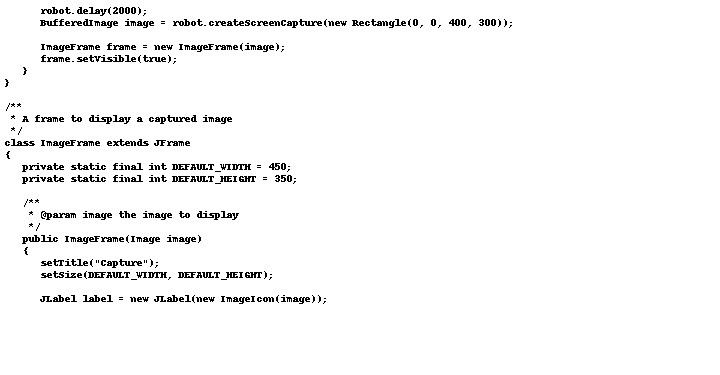 robot.delay(2000);
BufferedImage image = robot.createScreenCapture(new Rectangle(0, 0, 400, 300));
ImageFrame frame = new ImageFrame(image);
frame.setVisible(true);
}
}
/**
* A frame to display a captured image
*/
class ImageFrame extends JFrame
{
private static final int DEFAULT_WIDTH = 450;
private static final int DEFAULT_HEIGHT = 350;
/**
* @param image the image to display
*/
public ImageFrame(Image image)
{
setTitle("Capture");
setSize(DEFAULT_WIDTH, DEFAULT_HEIGHT);
JLabel label = new JLabel(new ImageIcon(image));